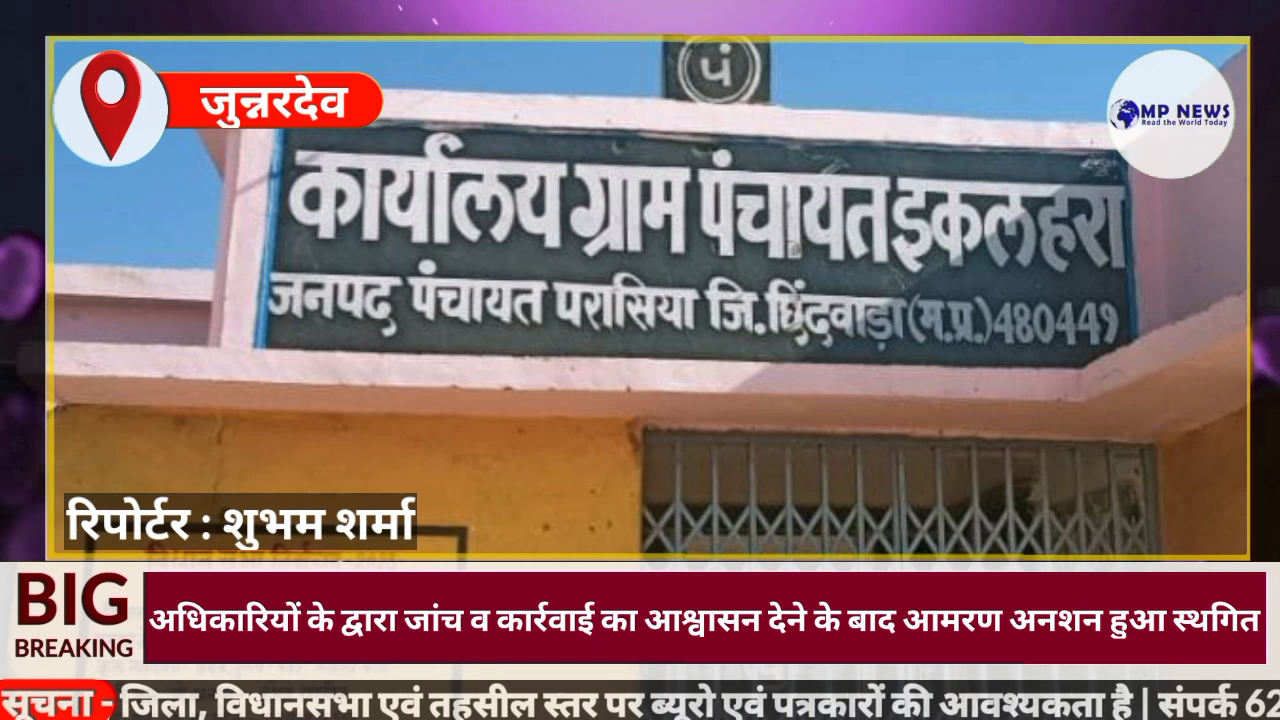 पं
जुन्नरदेव
MP NEWS
Read the World Today
कार्यालय ग्राम पंचायत इकलहरा
जनपद पंचायत परासिया जि.छिंदवाड़ा(म.प्र.)480449
रिपोर्टर : शुभम शर्मा
BIG
BREAKING
अधिकारियों के द्वारा जांच व कार्रवाई का आश्वासन देने के बाद आमरण अनशन हुआ स्थगित
सूचना - जिला, विधानसभा एवं तहसील स्तर पर ब्यूरो एवं पत्रकारों की आवश्यकता है | संपर्क 62